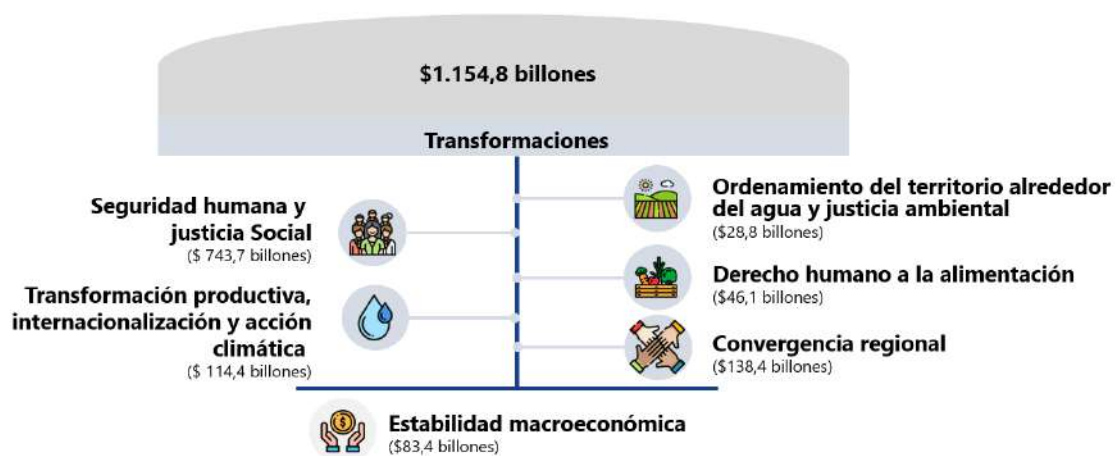 $1.154,8 billones
Transformaciones
Seguridad humana y
justicia Social
($ 743,7 billones)
Transformación productiva,
internacionalización y acción
climática
($ 114,4 billones)
Ordenamiento del territorio alrededor
del agua y justicia ambiental
($28,8 billones)
Derecho humano a la alimentación
($46,1 billones)
Convergencia regional
($138,4 billones)
Estabilidad macroeconómica
($83,4 billones)